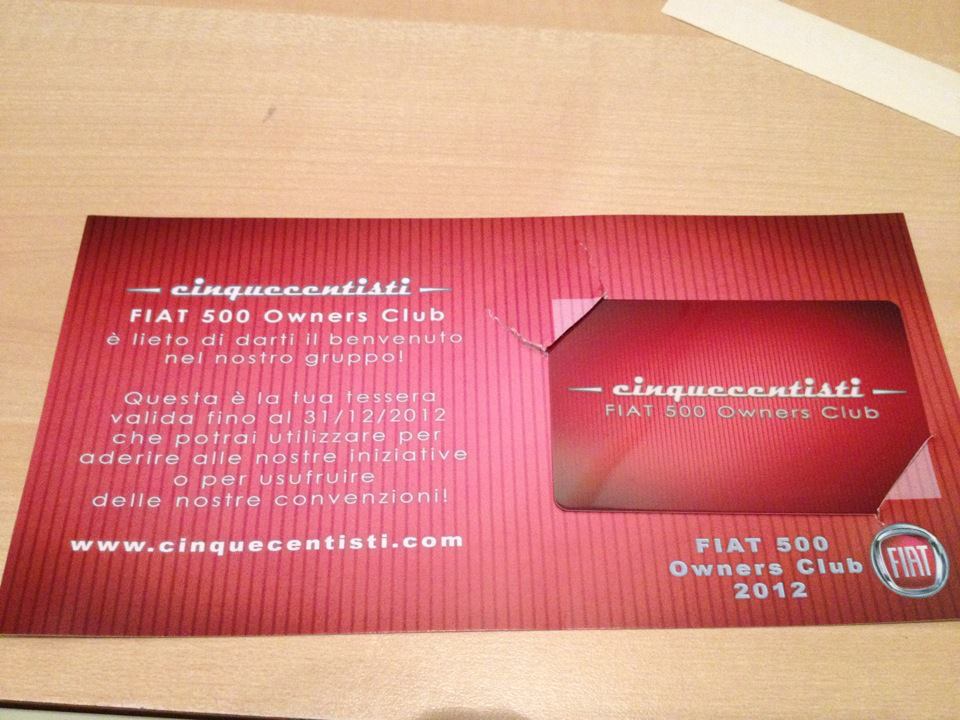 cinquecentisti
FIAT 500 Owners Club
è lieto di darti il benvenuto
nel nostro gruppo!
Questa è la tua tessera
valida fino al 31/12/2012
che potrai utilizzare per
aderire alle nostre iniziative
o per usufruire
delle nostre convenzioni!
www.cinquecentisti.com
cinquecentisti
FIAT 500 Owners Club
FIAT 500
Owners Club
2012
FIAT